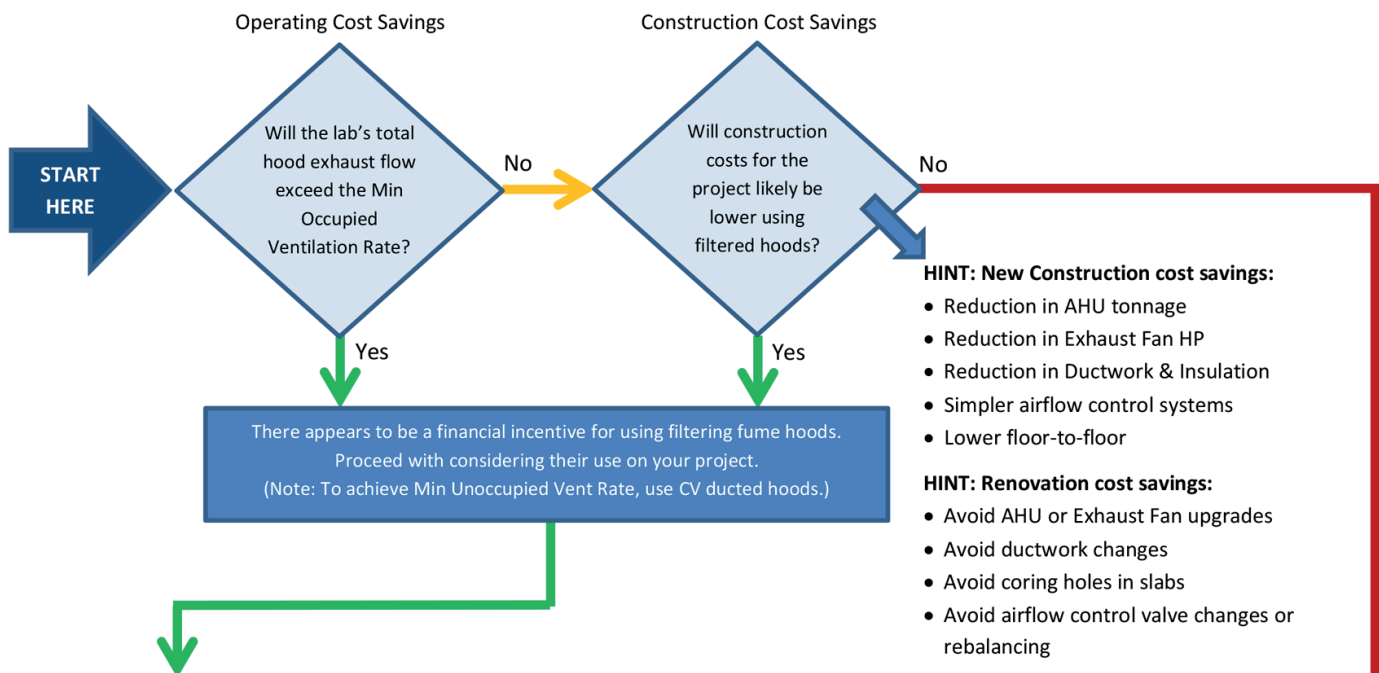 Operating Cost Savings
Construction Cost Savings
START
HERE
Will the lab’s total
hood exhaust flow
exceed the Min
Occupied
Ventilation Rate?
No
Will construction
costs for the
project likely be
lower using
filtered hoods?
No
Yes
Yes
There appears to be a financial incentive for using filtering fume hoods.
Proceed with considering their use on your project.
(Note: To achieve Min Unoccupied Vent Rate, use CV ducted hoods.)
HINT: New Construction cost savings:
• Reduction in AHU tonnage
• Reduction in Exhaust Fan HP
• Reduction in Ductwork & Insulation
• Simpler airflow control systems
• Lower floor-to-floor
HINT: Renovation cost savings:
• Avoid AHU or Exhaust Fan upgrades
• Avoid ductwork changes
• Avoid coring holes in slabs
• Avoid airflow control valve changes or
rebalancing